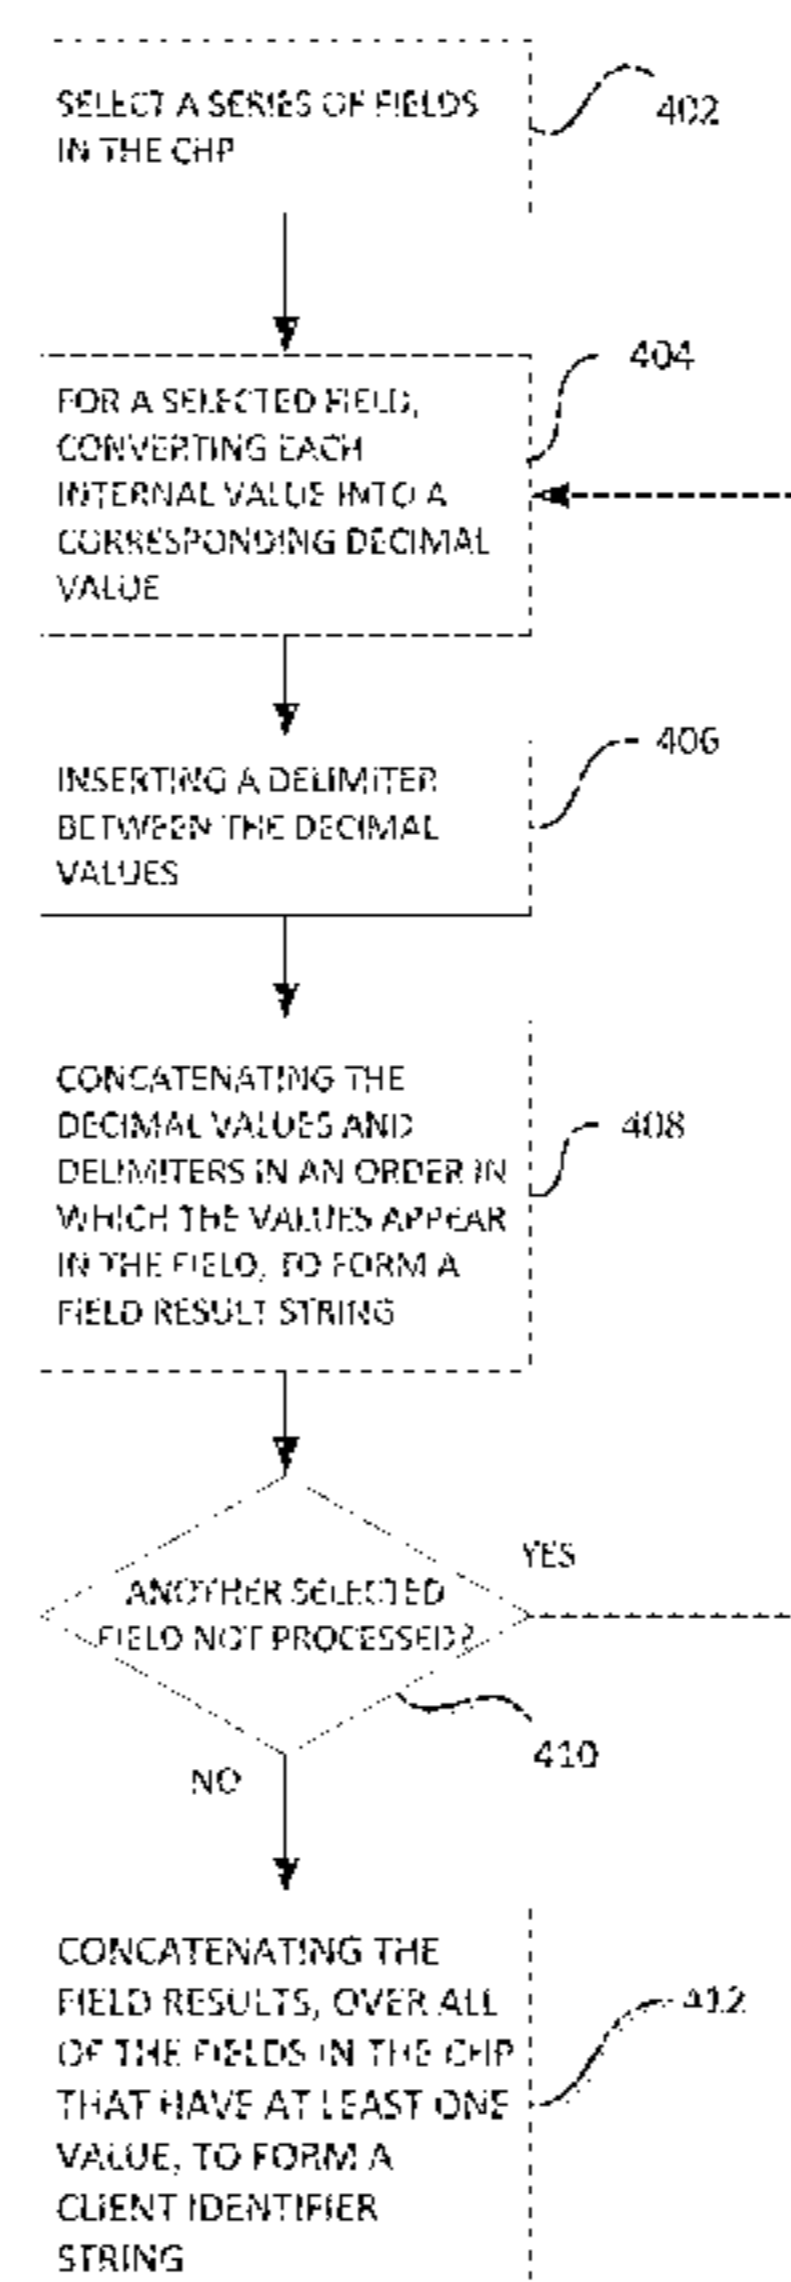 SELECT A SERIES OF FIELDS
IN THE CHP
402
404
FOR A SELECTED FIELD,
CONVERTING EACH
INTERNAL VALUE INTO A
CORRESPONDING DECIMAL
VALUE
406
INSERTING A DELIMITER
BETWEEN THE DECIMAL
VALUES
CONCATENATING THE
DECIMAL VALUES AND
DELIMITERS IN AN ORDER IN
WHICH THE VALUES APPEAR
IN THE FIELD, TO FORM A
FIELD RESULT STRING
408
YES
ANOTHER SELECTED
FIELD NOT PROCESSED?
410
NO
CONCATENATING THE
FIELD RESULTS, OVER ALL
OF THE FIELDS IN THE CHP
THAT HAVE AT LEAST ONE
VALUE, TO FORM A
CLIENT IDENTIFIER
STRING
412